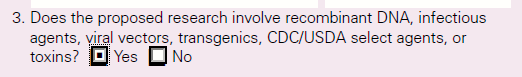 3. Does the proposed research involve recombinant DNA, infectious
agents, viral vectors, transgenics, CDC/USDA select agents, or
toxins? Yes No